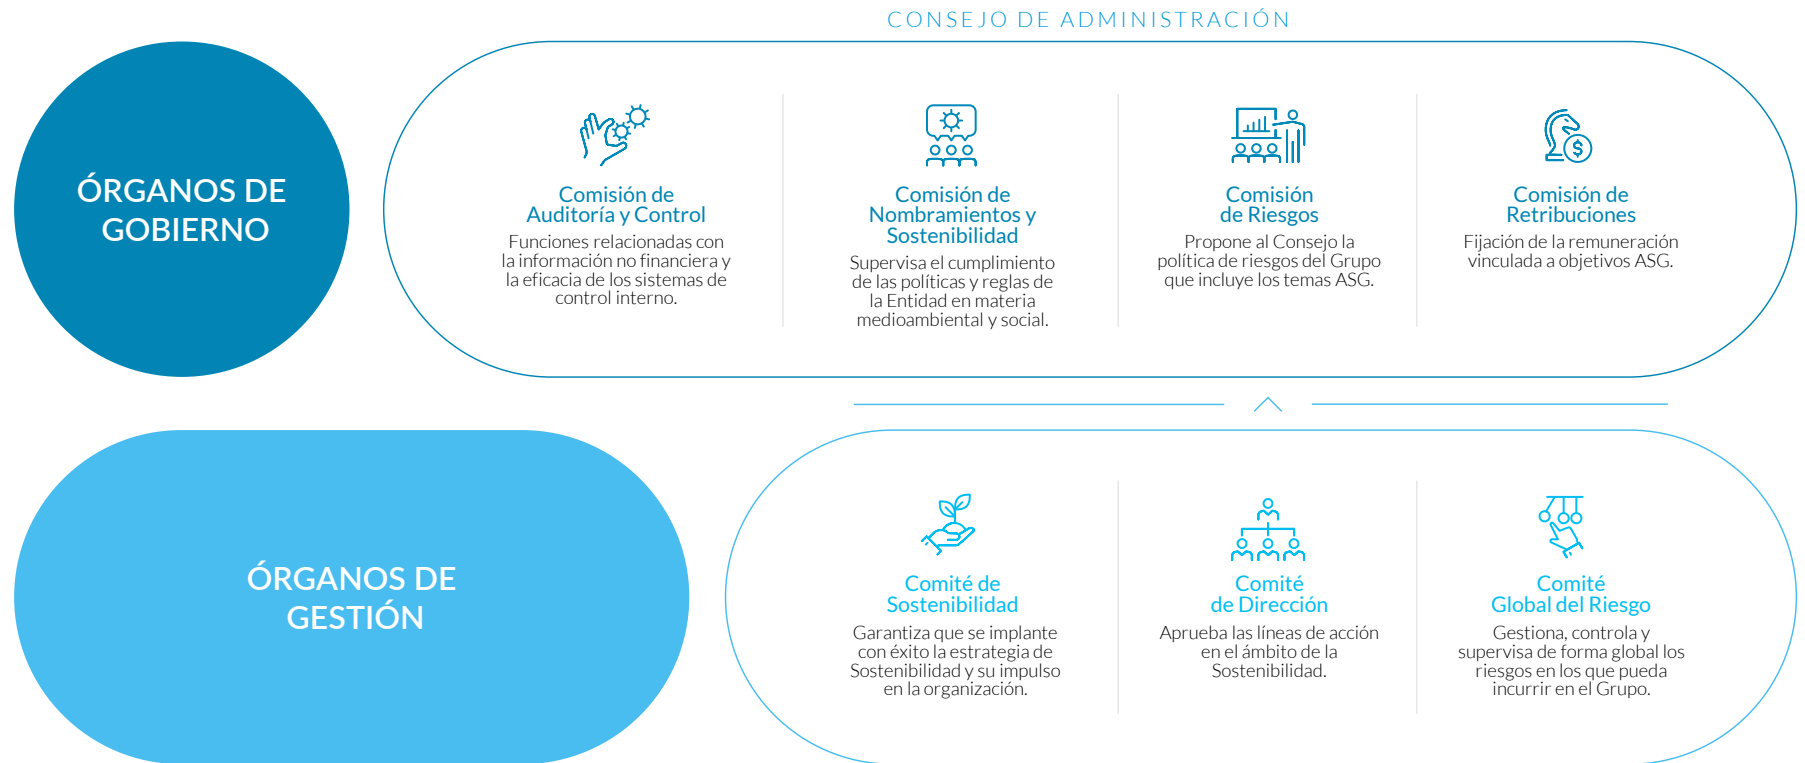 CONSEJO DE ADMINISTRACIÓN
ÓRGANOS DE
GOBIERNO
Comisión de
Auditoría y Control
Funciones relacionadas con
la información no financiera y
la eficacia de los sistemas de
control interno.
Comisión de
Nombramientos y
Sostenibilidad
Supervisa el cumplimiento
de las políticas y reglas de
la Entidad en materia
medioambiental y social.
Comisión
de Riesgos
Propone al Consejo la
política de riesgos del Grupo
que incluye los temas ASG.
Comisión de
Retribuciones
Fijación de la remuneración
vinculada a objetivos ASG.
ÓRGANOS DE
GESTIÓN
Comité de
Sostenibilidad
Garantiza que se implante
con éxito la estrategia de
Sostenibilidad y su impulso
en la organización.
Comité
de Dirección
Aprueba las líneas de acción
en el ámbito de la
Sostenibilidad.
Comité
Global del Riesgo
Gestiona, controla y
supervisa de forma global los
riesgos en los que pueda
incurrir en el Grupo.